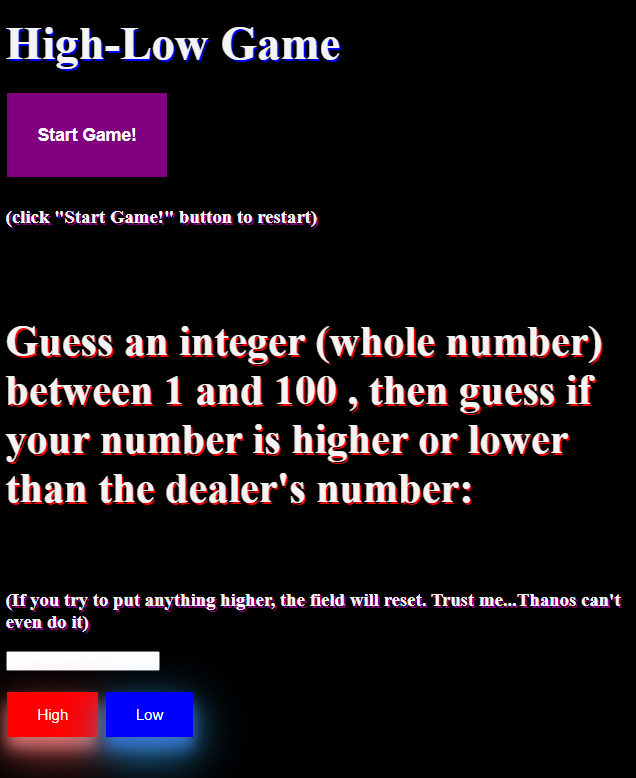 High-Low Game
Start Game!
(click "Start Game!" button to restart)
Guess an integer (whole number)
between 1 and 100 , then guess if
your number is higher or lower
than the dealer's number:
(If you try to put anything higher, the field will reset. Trust me...Thanos can't
even do it)
High Low